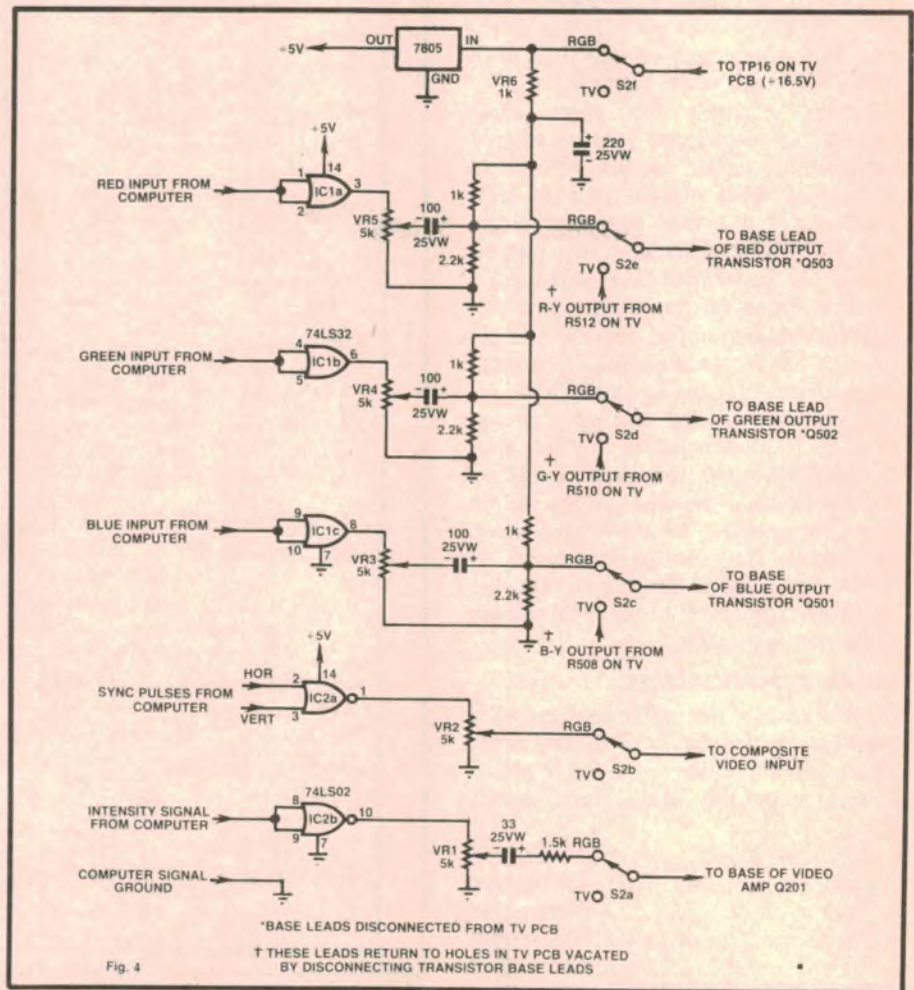 +5V
OUT
7805
IN
GND
RGB
TV
S2f
TO TP16 ON TV
PCB (+16.5V)
VR6
1k
220
25VW
+5V
14
RED INPUT FROM
COMPUTER
1
2
IC1a
3
VR5
5k
100
25VW
1k
2.2k
RGB
S2e
TV
TO BASE LEAD
OF RED OUTPUT
TRANSISTOR *Q503
†
R-Y OUTPUT FROM
R512 ON TV
GREEN INPUT FROM
COMPUTER
74LS32
4
5
IC1b
6
VR4
5k
100
25VW
1k
2.2k
RGB
S2d
TV
TO BASE LEAD
OF GREEN OUTPUT
TRANSISTOR *Q502
†
G-Y OUTPUT FROM
R510 ON TV
BLUE INPUT FROM
COMPUTER
9
10
IC1c
8
7
VR3
5k
100
25VW
1k
2.2k
RGB
S2c
TV
TO BASE
OF BLUE OUTPUT
TRANSISTOR *Q501
†
B-Y OUTPUT FROM
R508 ON TV
+5V
14
HOR
SYNC PULSES FROM
COMPUTER
VERT
2
3
IC2a
1
VR2
5k
RGB
S2b
TV
TO COMPOSITE
VIDEO INPUT
74LS02
INTENSITY SIGNAL
FROM COMPUTER
8
9
IC2b
10
7
VR1
5k
33
25VW
1.5k
RGB
S2a
TV
TO BASE OF VIDEO
AMP Q201
COMPUTER SIGNAL
GROUND
*BASE LEADS DISCONNECTED FROM TV PCB
† THESE LEADS RETURN TO HOLES IN TV PCB VACATED
BY DISCONNECTING TRANSISTOR BASE LEADS
Fig. 4